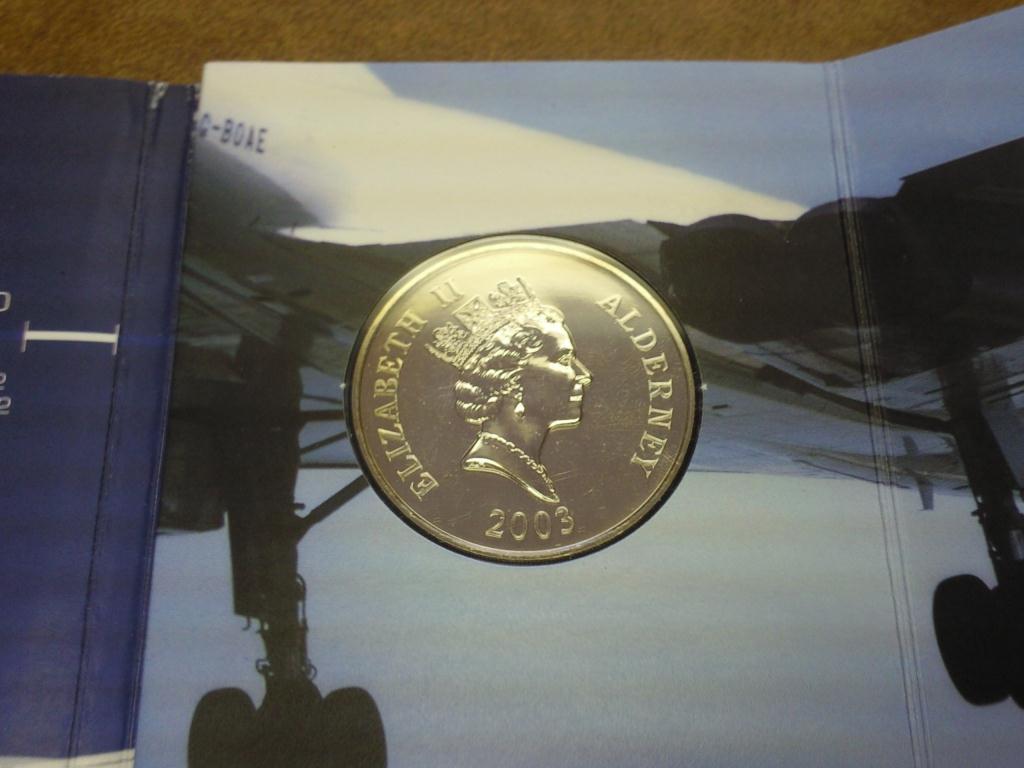 G-BOAE
ELIZABETH II
ALDERNEY
2003